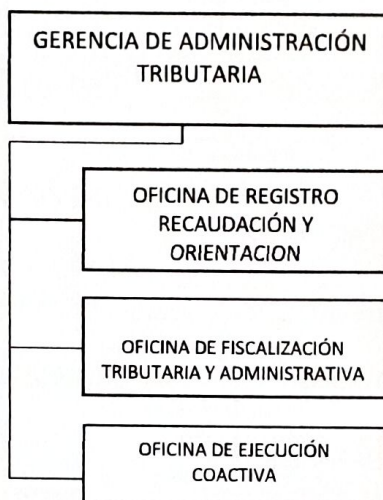 GERENCIA DE ADMINISTRACIÓN
TRIBUTARIA
OFICINA DE REGISTRO
RECAUDACIÓN Y
ORIENTACION
OFICINA DE FISCALIZACIÓN
TRIBUTARIA Y ADMINISTRATIVA
OFICINA DE EJECUCIÓN
COACTIVA